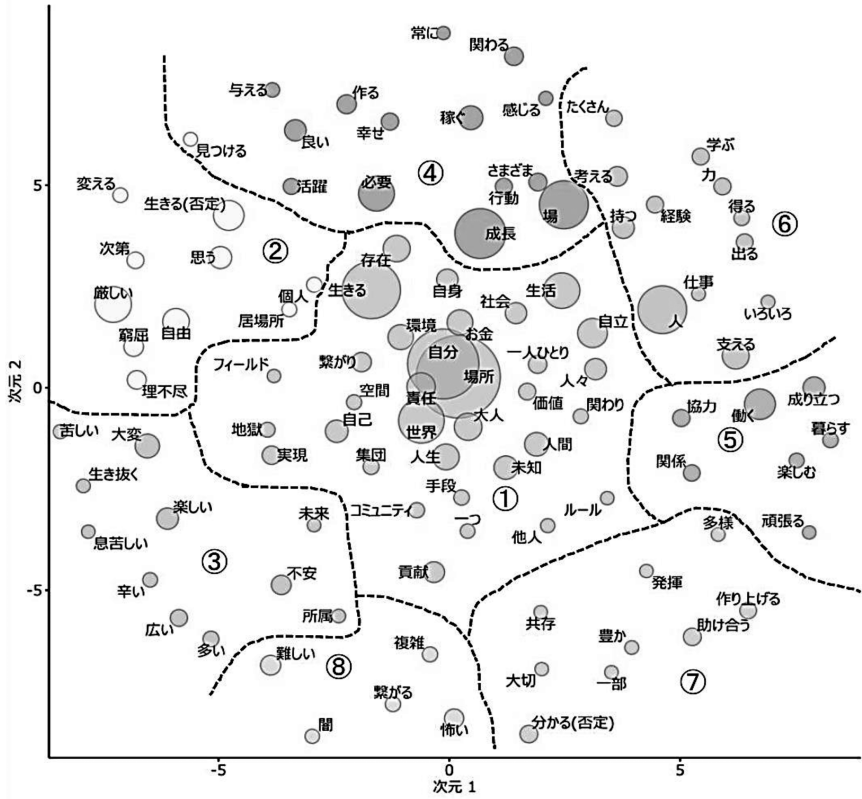 常に
関わる
与える
作る
感じる
たくさん
稼ぐ
幸せ
良い
見つける
学ぶ
④
さまざま
考える
力
変える
活躍
必要
行動
5
生きる(否定)
場
持つ
経験
得る
⑥
成長
出る
次第
思う
②
存在
厳しい
個人
生きる
自身
生活
仕事
居場所
社会
人
いろいろ
窮屈
自由
環境
お金
自立
フィールド
繋がり
自分
一人ひとり
支える
理不尽
場所
人々
0
空間
責任
価値
関わり
協力
働く
成り立つ
苦しい
大変
地獄
自己
世界
大人
⑤
暮らす
実現
集団
人生
人間
関係
楽しむ
生き抜く
未知
手段
①
楽しい
未来
コミュニティ
一つ
ルール
他人
多様
頑張る
息苦しい
③
不安
貢献
-5
辛い
発揮
作り上げる
広い
所属
共存
助け合う
多い
難しい
⑧
複雑
豊か
大切
一部
⑦
繋がる
闇
怖い
分かる(否定)
-5
0
5
次元 1
次元 2